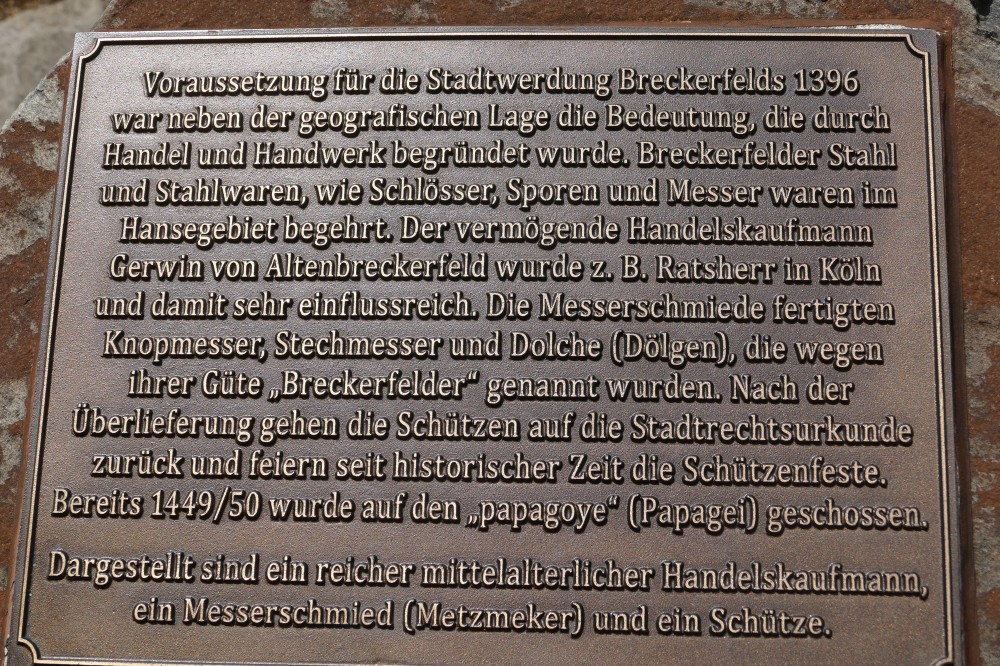 Voraussetzung für die Stadtwerdung Breckerfelds 1396
war neben der geografischen Lage die Bedeutung, die durch
Handel und Handwerk begründet wurde. Breckerfelder Stahl
und Stahlwaren, wie Schlösser, Sporen und Messer waren im
Hansegebiet begehrt. Der vermögende Handelskaufmann
Gerwin von Altenbreckerfeld wurde z. B. Ratsherr in Köln
und damit sehr einflussreich. Die Messerschmiede fertigten
Knopmesser, Stechmesser und Dolche (Dölgen), die wegen
ihrer Güte „Breckerfelder“ genannt wurden. Nach der
Überlieferung gehen die Schützen auf die Stadtrechtsurkunde
zurück und feiern seit historischer Zeit die Schützenfeste.
Bereits 1449/50 wurde auf den „papagoye“ (Papagei) geschossen.
Dargestellt sind ein reicher mittelalterlicher Handelskaufmann,
ein Messerschmied (Metzmeker) und ein Schütze.